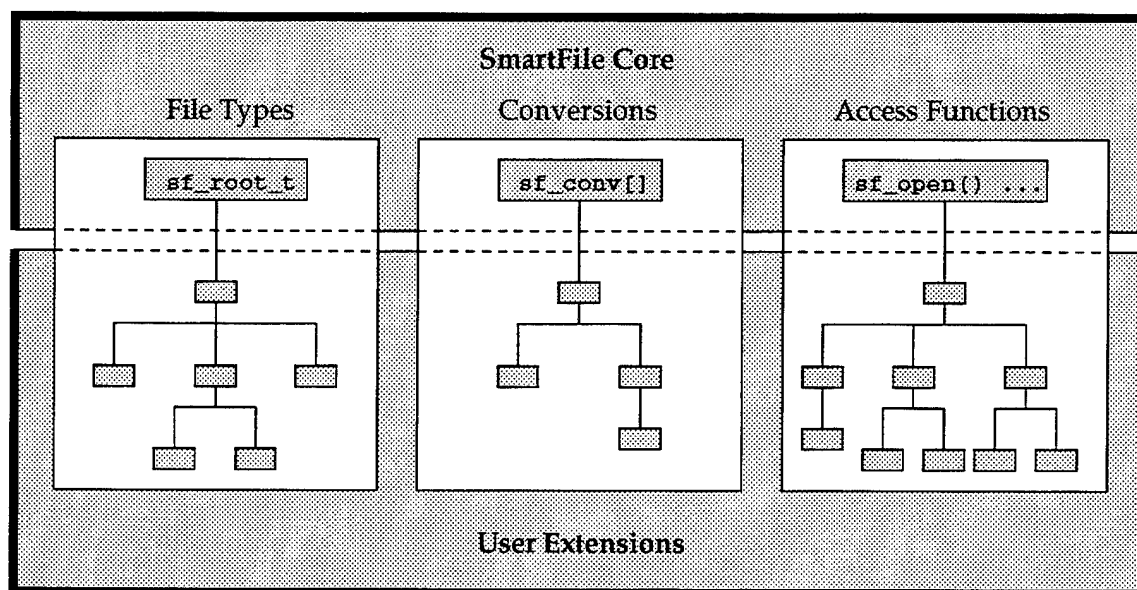 SmartFile Core
File Types
Conversions
Access Functions
sf_root_t
sf_conv[]
sf_open() ...
User Extensions